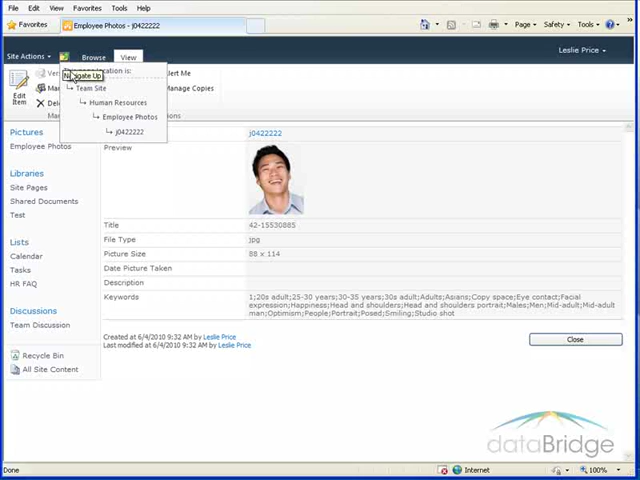 File Edit View Favorites Tools Help
Favorites Employee Photos - j0422222 Page Safety Tools
Site Actions Browse View Leslie Price
location is:
Navigate Up
Team Site
Human Resources
Employee Photos
j0422222
Edit Item
Alert Me
Manage Copies
Pictures
Employee Photos
Libraries
Site Pages
Shared Documents
Test
Lists
Calendar
Tasks
HR FAQ
Discussions
Team Discussion
Recycle Bin
All Site Content
j0422222
Preview
Title 42-15530865
File Type jpg
Picture Size 88 x 114
Date Picture Taken
Description
Keywords 1;20s adult;25-30 years;30-35 years;30s adult;Adults;Asians;Copy space;Eye contact;Facial
expression;Happiness;Head and shoulders;Head and shoulders portrait;Males;Men;Mid-adult;Mid-adult
man;Optimism;People;Portrait;Posed;Smiling;Studio shot
Created at 6/4/2010 9:32 AM by Leslie Price
Last modified at 6/4/2010 9:32 AM by Leslie Price
Close
dataBridge
Done Internet 100%